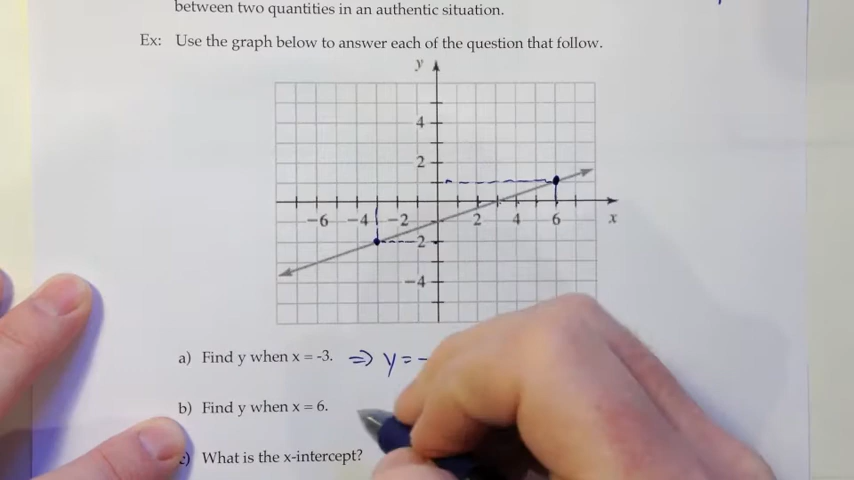 between two quantities in an authentic situation.
Ex: Use the graph below to answer each of the question that follow.
y
4
2
-6 -4 -2 2 4 6 x
-2
-4
a) Find y when x = -3. ⇒ y = -
b) Find y when x = 6.
c) What is the x-intercept?